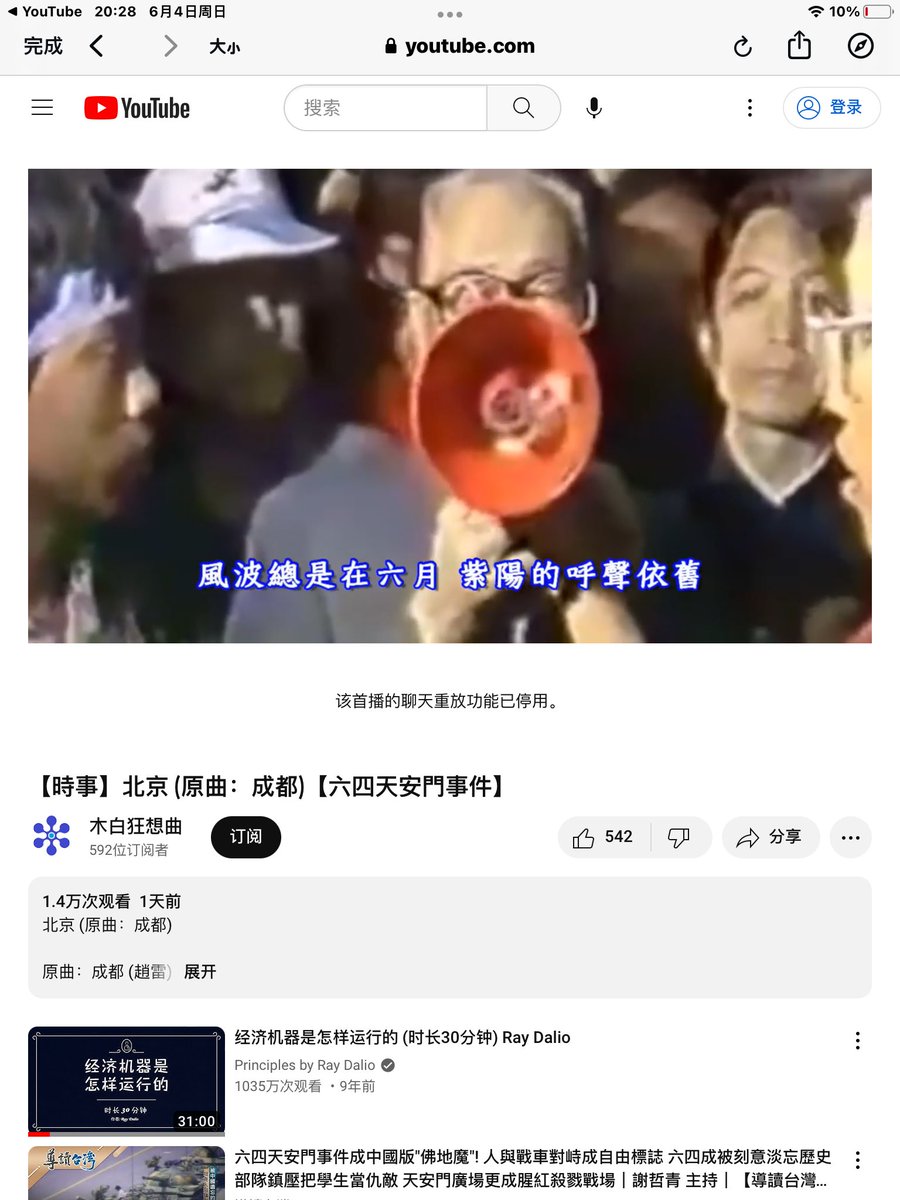 YouTube 20:28 6月4日周日
10%
完成
大小
youtube.com
YouTube
搜索
登录
風波總是在六月 紫陽的呼聲依舊
该首播的聊天重放功能已停用。
【時事】北京 (原曲：成都)【六四天安門事件】
木白狂想曲
592位订阅者
订阅
542
分享
1.4万次观看 1天前
北京 (原曲：成都)
原曲：成都 (趙雷) 展开
经济机器是
怎样运行的
时长30分钟
作者: Ray Dalio
31:00
经济机器是怎样运行的 (时长30分钟) Ray Dalio
Principles by Ray Dalio
1035万次观看 · 9年前
導讀台灣
六四天安門事件成中國版"佛地魔"! 人與戰車對峙成自由標誌 六四成被刻意淡忘歷史
部隊鎮壓把學生當仇敵 天安門廣場更成腥紅殺戮戰場｜謝哲青 主持｜【導讀台灣...